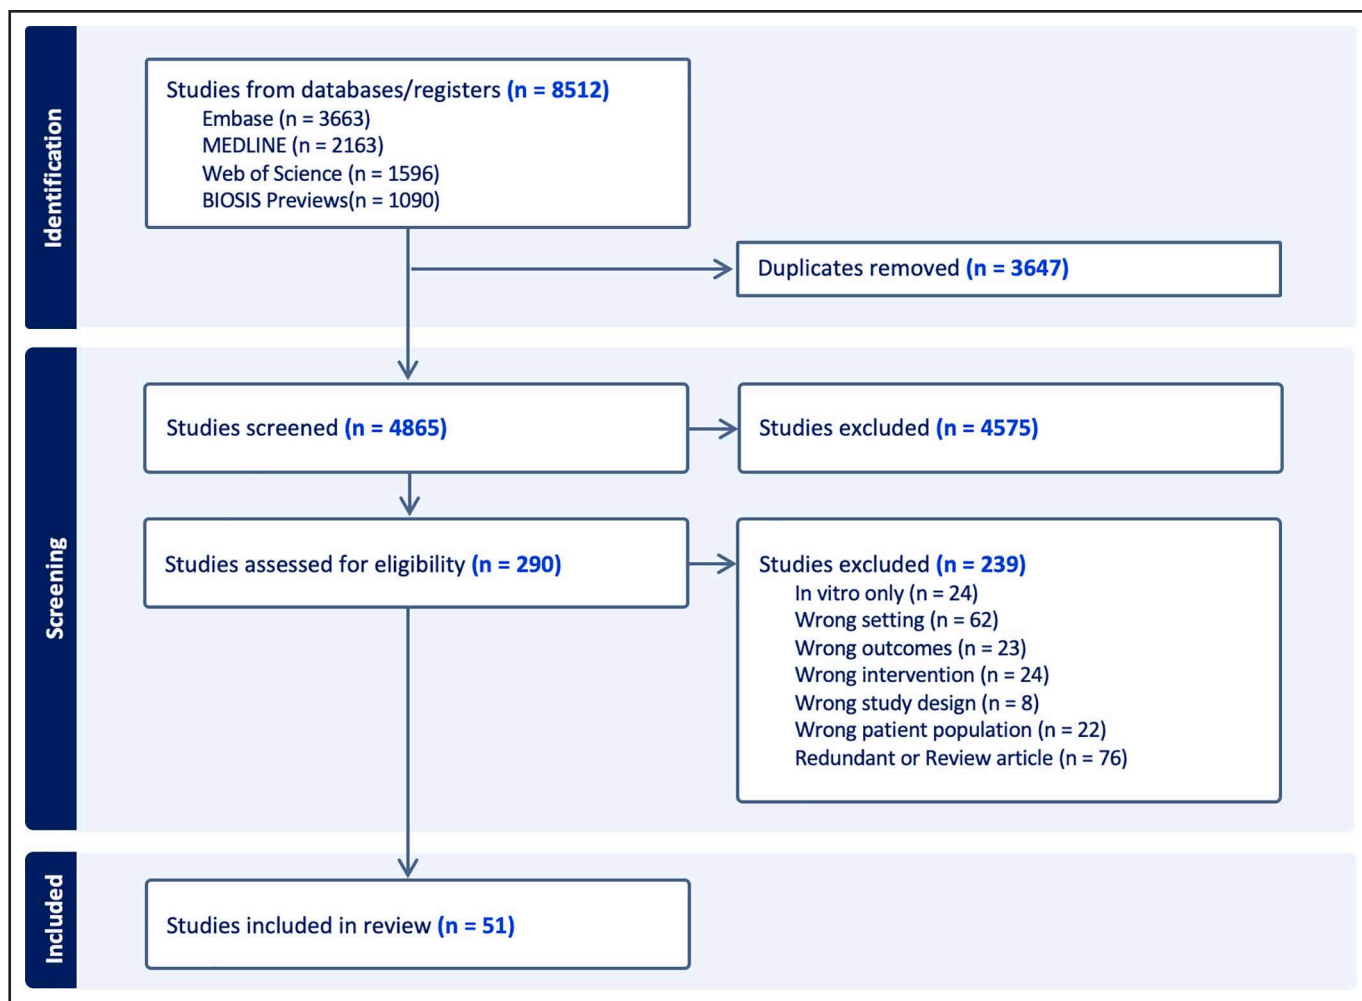 Identification
Studies from databases/registers (n = 8512)
Embase (n = 3663)
MEDLINE (n = 2163)
Web of Science (n = 1596)
BIOSIS Previews(n = 1090)
Duplicates removed (n = 3647)
Screening
Studies screened (n = 4865)
Studies excluded (n = 4575)
Studies assessed for eligibility (n = 290)
Studies excluded (n = 239)
In vitro only (n = 24)
Wrong setting (n = 62)
Wrong outcomes (n = 23)
Wrong intervention (n = 24)
Wrong study design (n = 8)
Wrong patient population (n = 22)
Redundant or Review article (n = 76)
Included
Studies included in review (n = 51)